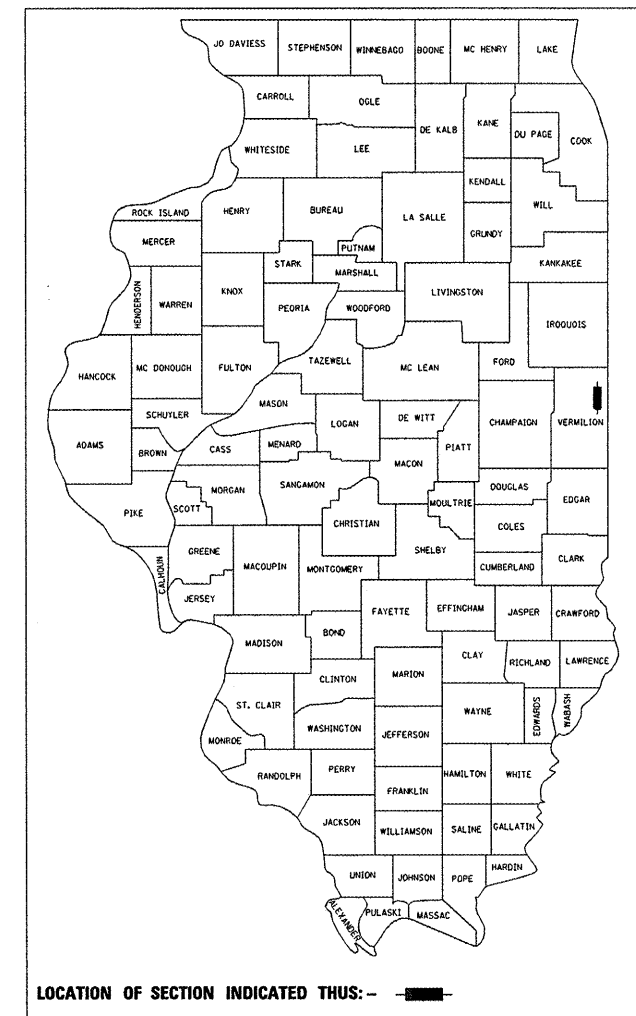 JO DAVIESS STEPHENSON WINNEBAGO BOONE MC HENRY LAKE
CARROLL OGLE DE KALB KANE DU PAGE COOK
WHITESIDE LEE KENDALL WILL
ROCK ISLAND HENRY BUREAU LA SALLE GRUNDY
MERCER STARK PUTNAM KANKAKEE
HENDERSON WARREN KNOX MARSHALL LIVINGSTON IROQUOIS
PEORIA WOODFORD
HANCOCK MC DONOUGH FULTON TAZEWELL MC LEAN FORD
MASON CHAMPAIGN VERMILION
SCHUYLER LOGAN DE WITT
ADAMS BROWN CASS MENARD PIATT
MACON
MORGAN SANGAMON DOUGLAS EDGAR
PIKE SCOTT CHRISTIAN MOULTRIE COLES
GREENE SHELBY
CALHOUN MACOUPIN MONTGOMERY CUMBERLAND CLARK
JERSEY FAYETTE EFFINGHAM JASPER CRAWFORD
MADISON BOND
CLAY RICHLAND LAWRENCE
CLINTON MARION
ST. CLAIR WAYNE EDWARDS WABASH
MONROE WASHINGTON JEFFERSON
RANDOLPH PERRY HAMILTON WHITE
FRANKLIN
JACKSON WILLIAMSON SALINE GALLATIN
UNION JOHNSON POPE HARDIN
ALEXANDER PULASKI MASSAC
LOCATION OF SECTION INDICATED THUS:–